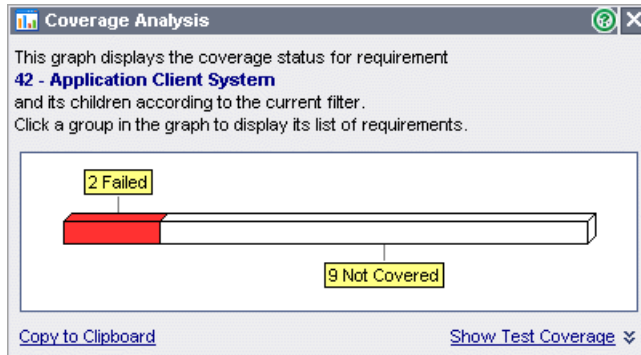 Coverage Analysis
This graph displays the coverage status for requirement
42 - Application Client System
and its children according to the current filter.
Click a group in the graph to display its list of requirements.
2 Failed
9 Not Covered
Copy to Clipboard
Show Test Coverage